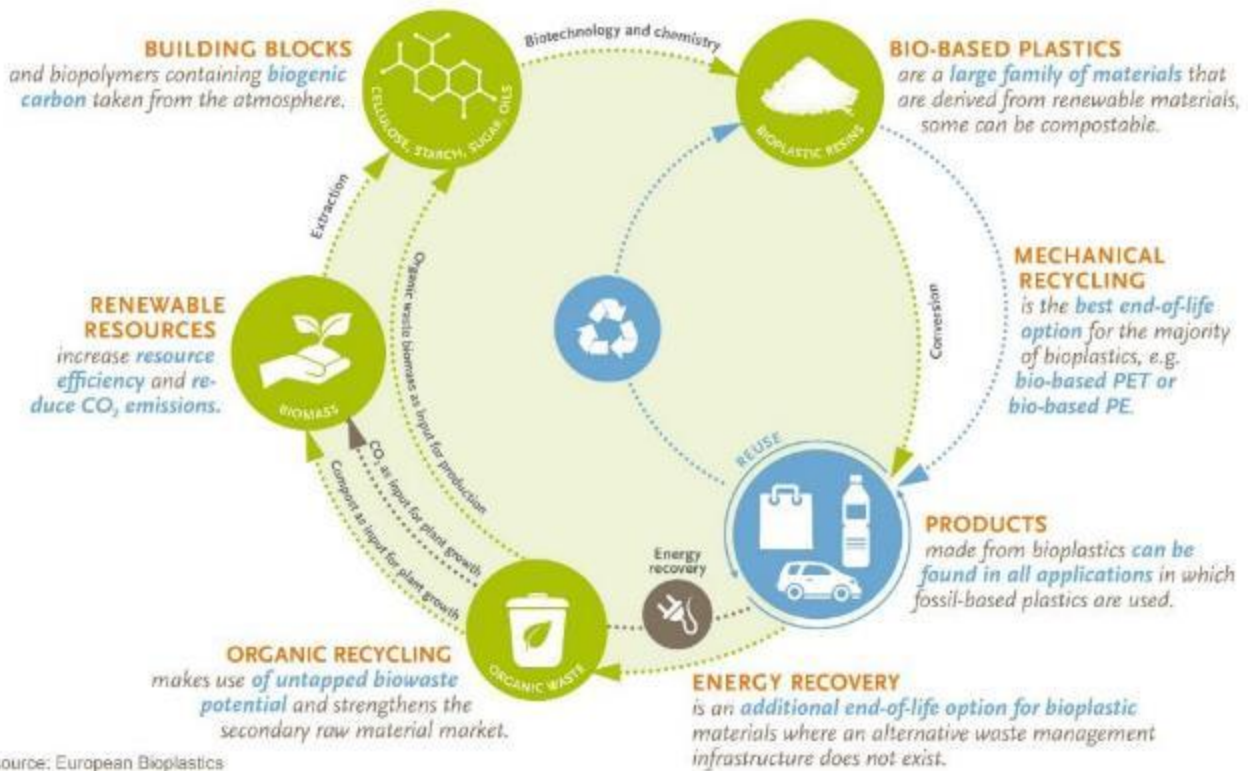 BUILDING BLOCKS
and biopolymers containing biogenic
carbon taken from the atmosphere.
CELLULOSE, STARCH, SUGAR, OILS
Biotechnology and chemistry
BIOPLASTIC RESINS
BIO-BASED PLASTICS
are a large family of materials that
are derived from renewable materials,
some can be compostable.
Extraction
Organic waste biomass as input for production
Conversion
MECHANICAL
RECYCLING
is the best end-of-life
option for the majority
of bioplastics, e.g.
bio-based PET or
bio-based PE.
RENEWABLE
RESOURCES
increase resource
efficiency and re-
duce CO₂ emissions.
BIOMASS
CO₂ as input for plant growth
Compost as input for plant growth
REUSE
PRODUCTS
made from bioplastics can be
found in all applications in which
fossil-based plastics are used.
Energy
recovery
ORGANIC WASTE
ORGANIC RECYCLING
makes use of untapped biowaste
potential and strengthens the
secondary raw material market.
ENERGY RECOVERY
is an additional end-of-life option for bioplastic
materials where an alternative waste management
infrastructure does not exist.
source: European Bioplastics